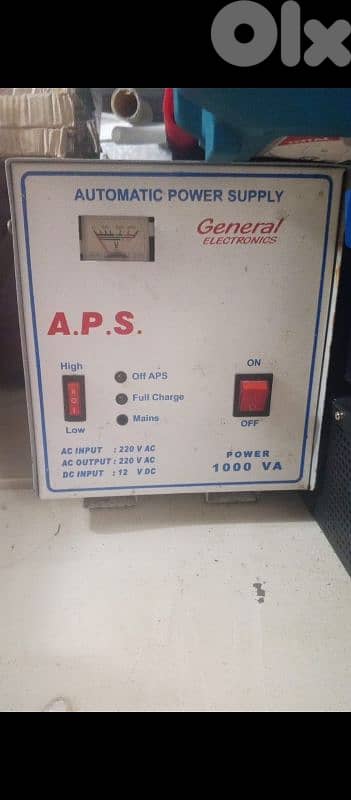 OLX
AUTOMATIC POWER SUPPLY
General
ELECTRONICS
V
A.P.S.
High
ON
Off APS
Full Charge
Mains
Low
OFF
AC INPUT : 220 V AC
AC OUTPUT : 220 V AC
DC INPUT : 12 V DC
POWER
1000 VA